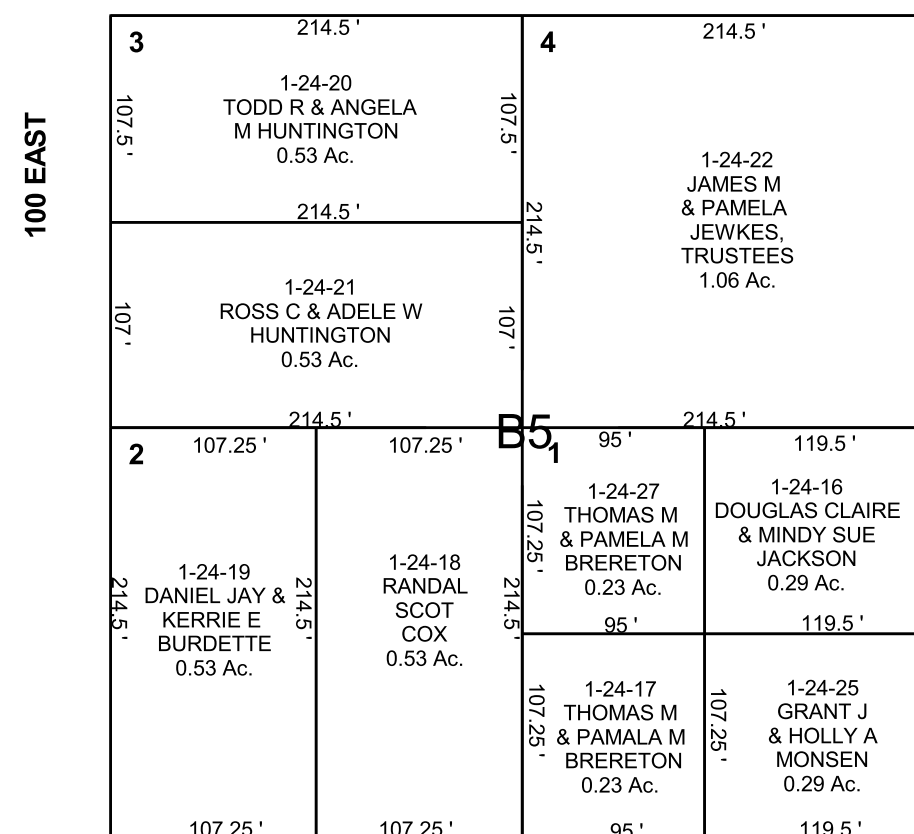 100 EAST
3
214.5 '
107.5 '
1-24-20
TODD R & ANGELA
M HUNTINGTON
0.53 Ac.
107.5 '
214.5 '
107 '
1-24-21
ROSS C & ADELE W
HUNTINGTON
0.53 Ac.
107 '
214.5 '
4
214.5 '
214.5 '
1-24-22
JAMES M
& PAMELA
JEWKES,
TRUSTEES
1.06 Ac.
214.5 '
B5
2
107.25 '
214.5 '
1-24-19
DANIEL JAY &
KERRIE E
BURDETTE
0.53 Ac.
214.5 '
107.25 '
107.25 '
1-24-18
RANDAL
SCOT
COX
0.53 Ac.
214.5 '
107.25 '
1
95 '
107.25 '
1-24-27
THOMAS M
& PAMELA M
BRERETON
0.23 Ac.
95 '
119.5 '
1-24-16
DOUGLAS CLAIRE
& MINDY SUE
JACKSON
0.29 Ac.
119.5 '
107.25 '
1-24-17
THOMAS M
& PAMALA M
BRERETON
0.23 Ac.
95 '
107.25 '
1-24-25
GRANT J
& HOLLY A
MONSEN
0.29 Ac.
119.5 '